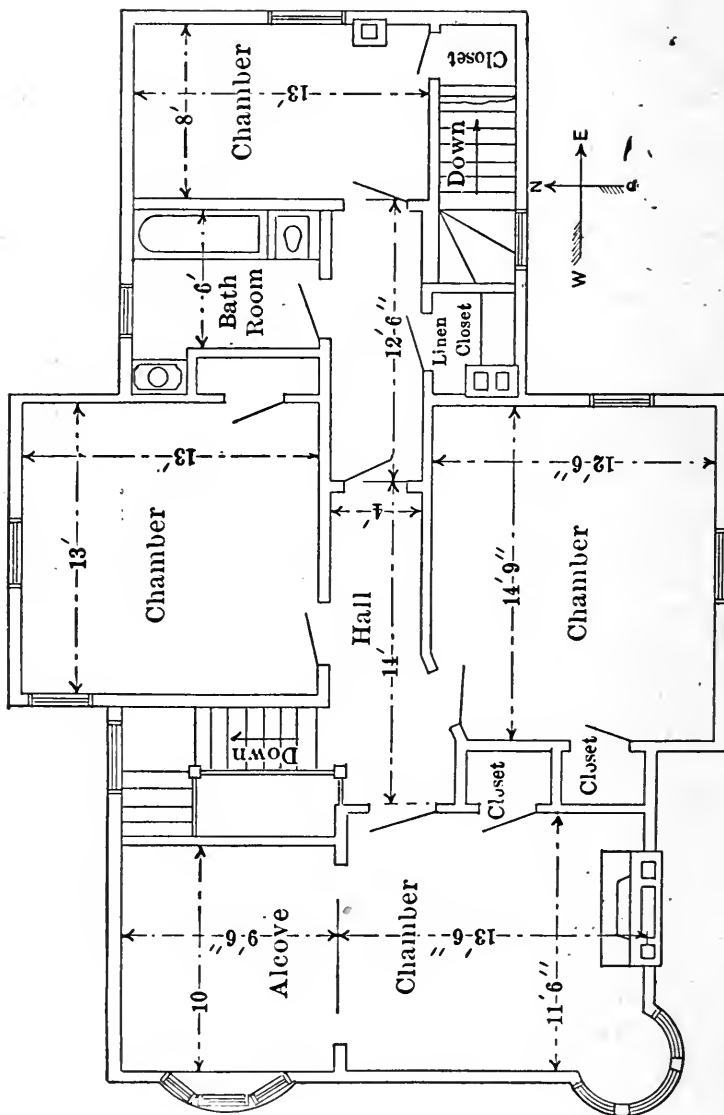 8'
13'
Chamber
Closet
Down
N
E
W
6'
Bath
Room
12'6"
Linen
Closet
13'
13'
Chamber
4'
Hall
14'
12'6"
14'9"
Chamber
Down
Closet
Closet
10
9'6"
Alcove
13'6"
Chamber
11'6"